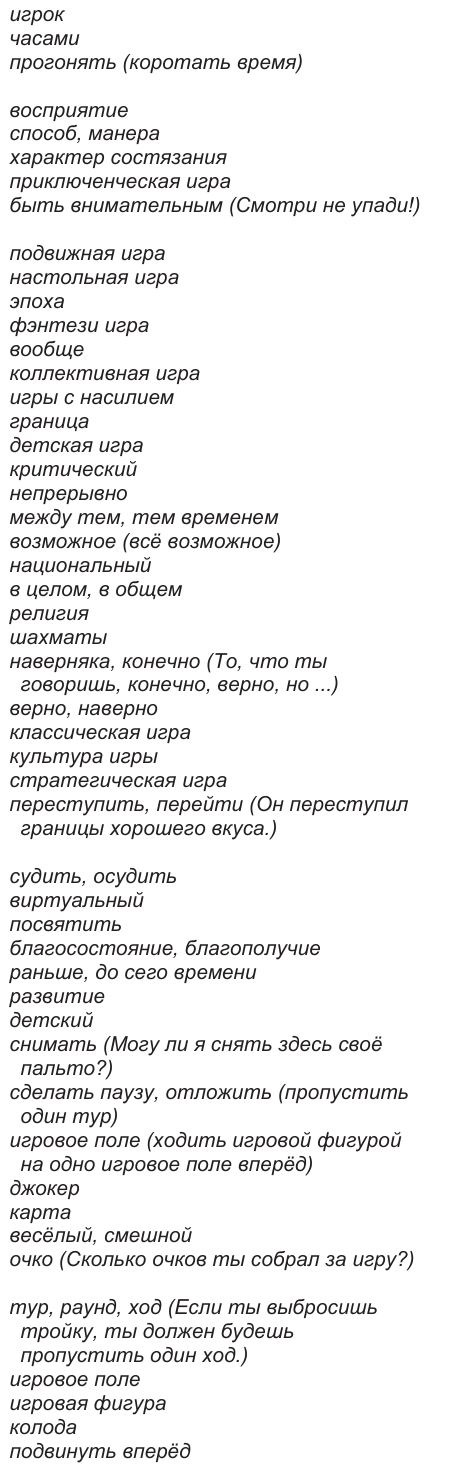 игрок
часами
прогонять (коротать время)
восприятие
способ, манера
характер состязания
приключенческая игра
быть внимательным (Смотри не упади!)
подвижная игра
настольная игра
эпоха
фэнтези игра
вообще
коллективная игра
игры с насилием
граница
детская игра
критический
непрерывно
между тем, тем временем
возможное (всё возможное)
национальный
в целом, в общем
религия
шахматы
наверняка, конечно (То, что ты
говоришь, конечно, верно, но ...)
верно, наверно
классическая игра
культура игры
стратегическая игра
переступить, перейти (Он переступил
границы хорошего вкуса.)
судить, осудить
виртуальный
посвятить
благосостояние, благополучие
раньше, до сего времени
развитие
детский
снимать (Могу ли я снять здесь своё
пальто?)
сделать паузу, отложить (пропустить
один тур)
игровое поле (ходить игровой фигурой
на одно игровое поле вперёд)
джокер
карта
весёлый, смешной
очко (Сколько очков ты собрал за игру?)
тур, раунд, ход (Если ты выбросишь
тройку, ты должен будешь
пропустить один ход.)
игровое поле
игровая фигура
колода
подвинуть вперёд